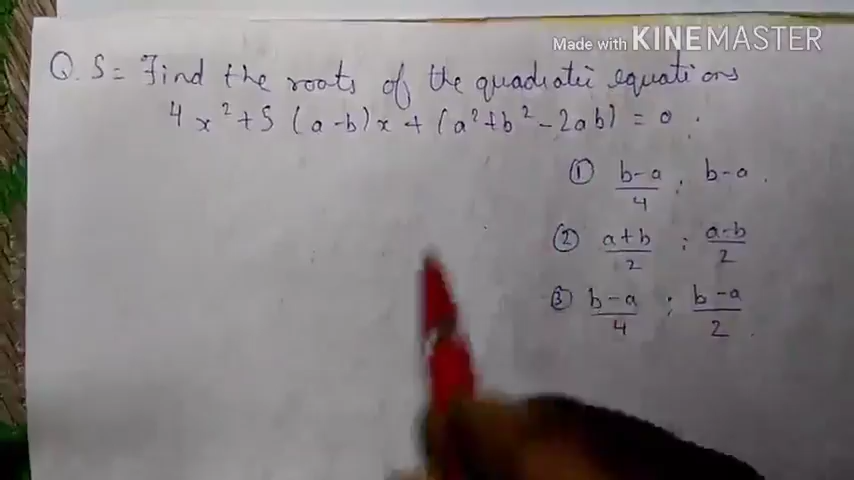 Made with KINEMASTER
Q.5= Find the roots of the quadratic equations
4x²+5(a-b)x+(a²+b²-2ab)=0.
① b-a/4, b-a.
② a+b/2; a-b/2
③ b-a/4; b-a/2.